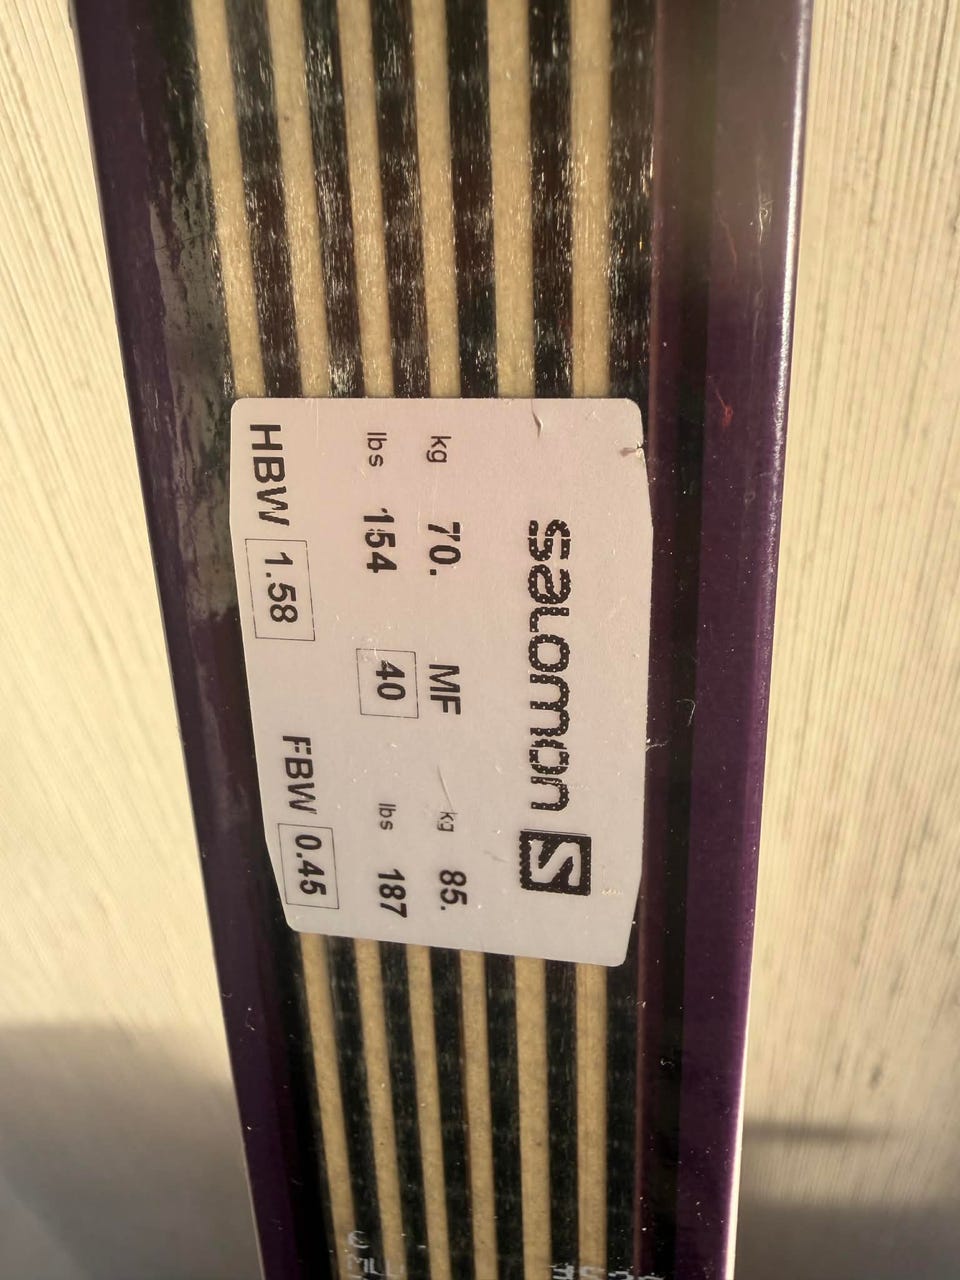 salomon S
kg 70. MF kg 85.
lbs 154 40 lbs 187
HBW 1.58 FBW 0.45